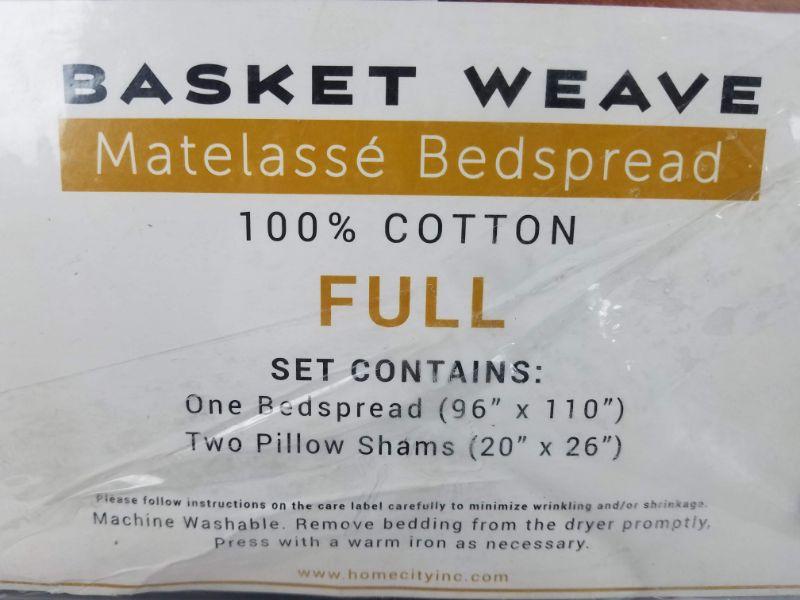 BASKET WEAVE
Matelassé Bedspread
100% COTTON
FULL
SET CONTAINS:
One Bedspread (96" x 110")
Two Pillow Shams (20" x 26")
Please follow instructions on the care label carefully to minimize wrinkling and/or shrinkage.
Machine Washable. Remove bedding from the dryer promptly,
Press with a warm iron as necessary.
www.homecityinc.com